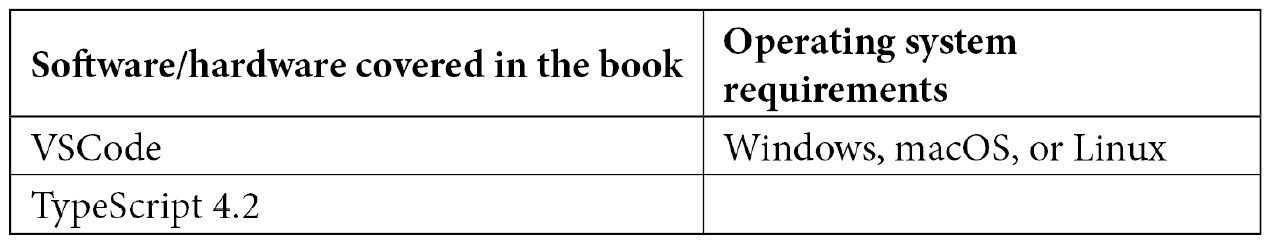 Software/hardware covered in the book
Operating system
requirements
VSCode
Windows, macOS, or Linux
TypeScript 4.2